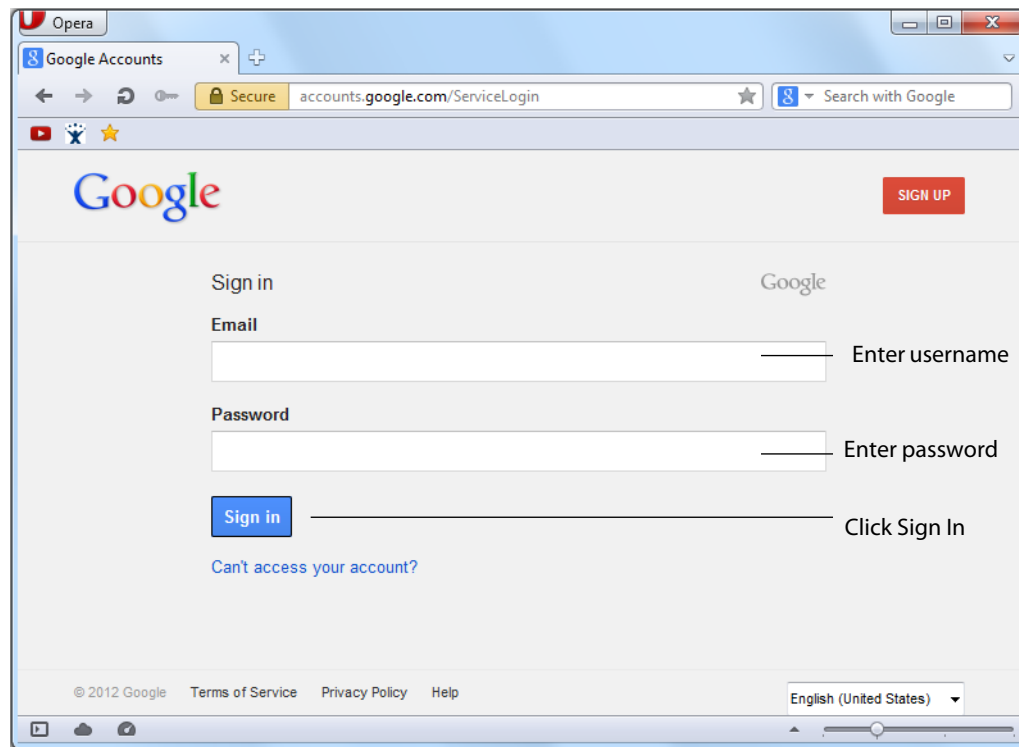 Opera
8 Google Accounts
Secure accounts.google.com/ServiceLogin 8 Search with Google
Google SIGN UP
Sign in Google
Email
Enter username
Password
Enter password
Sign in
Click Sign In
Can't access your account?
© 2012 Google Terms of Service Privacy Policy Help English (United States)